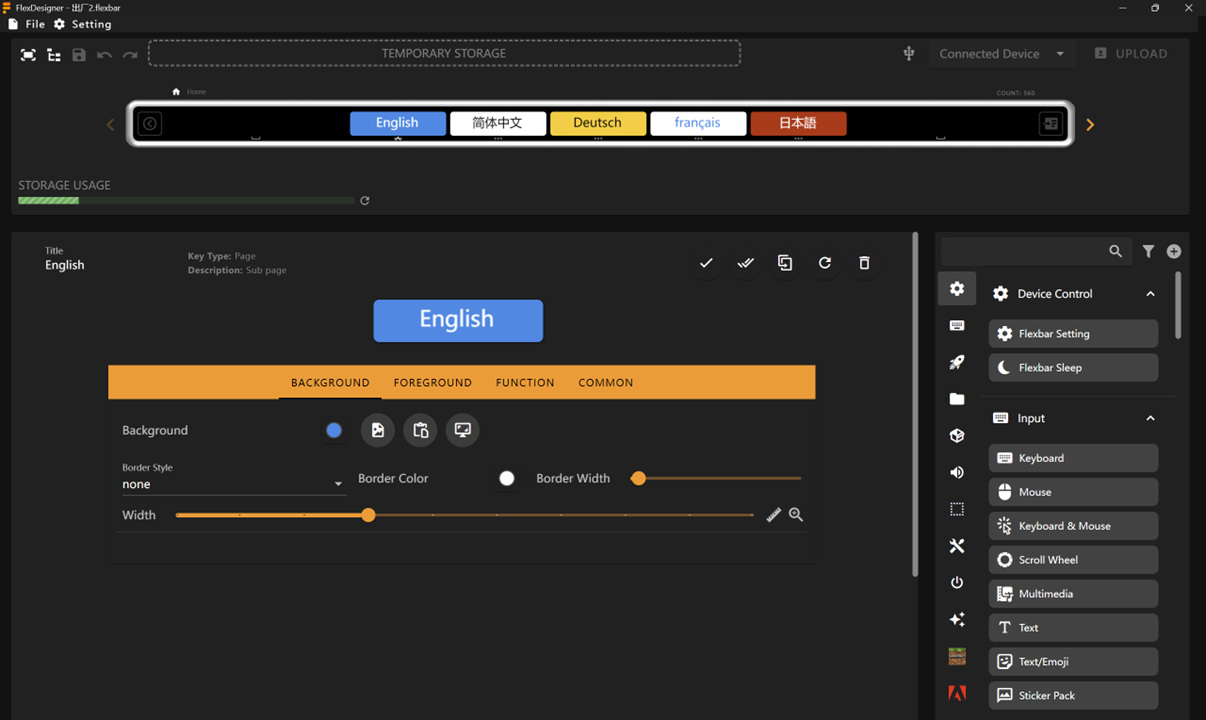 FlexDesigner - 出厂2.flexbar
File Setting
TEMPORARY STORAGE
Connected Device
UPLOAD
Home
COUNT: 560
English
简体中文
Deutsch
français
日本語
STORAGE USAGE
Title
English
Key Type: Page
Description: Sub page
English
BACKGROUND FOREGROUND FUNCTION COMMON
Background
Border Style
none
Border Color
Border Width
Width
Device Control
Flexbar Setting
Flexbar Sleep
Input
Keyboard
Mouse
Keyboard & Mouse
Scroll Wheel
Multimedia
Text
Text/Emoji
Sticker Pack